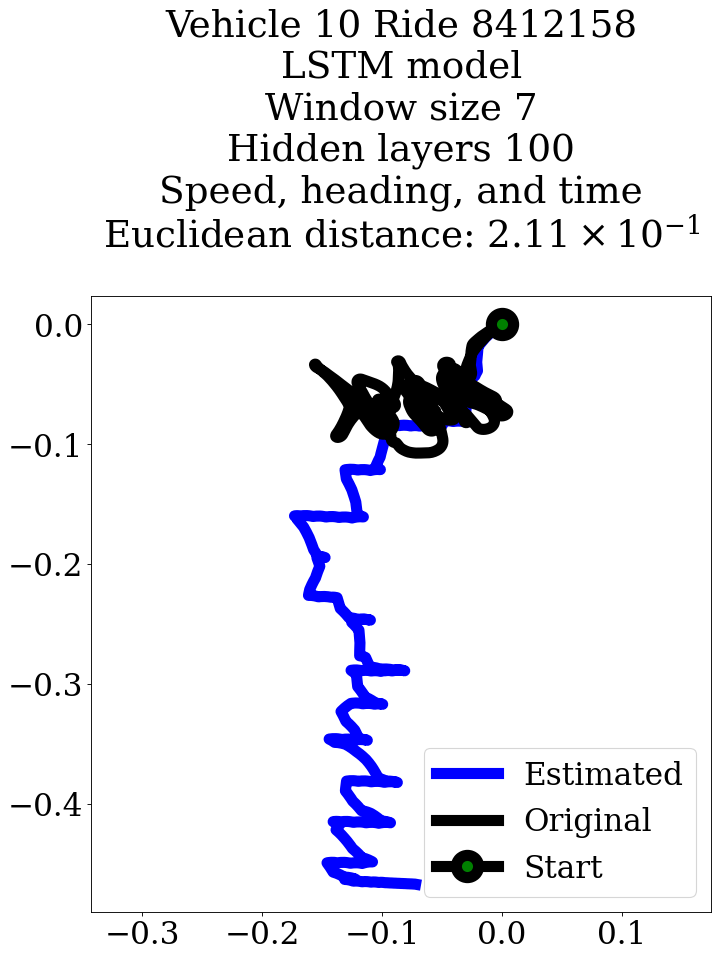 Vehicle 10 Ride 8412158
LSTM model
Window size 7
Hidden layers 100
Speed, heading, and time
Euclidean distance: 2.11 × 10⁻¹
0.0
−0.1
−0.2
−0.3
−0.4
Estimated
Original
Start
−0.3 −0.2 −0.1 0.0 0.1